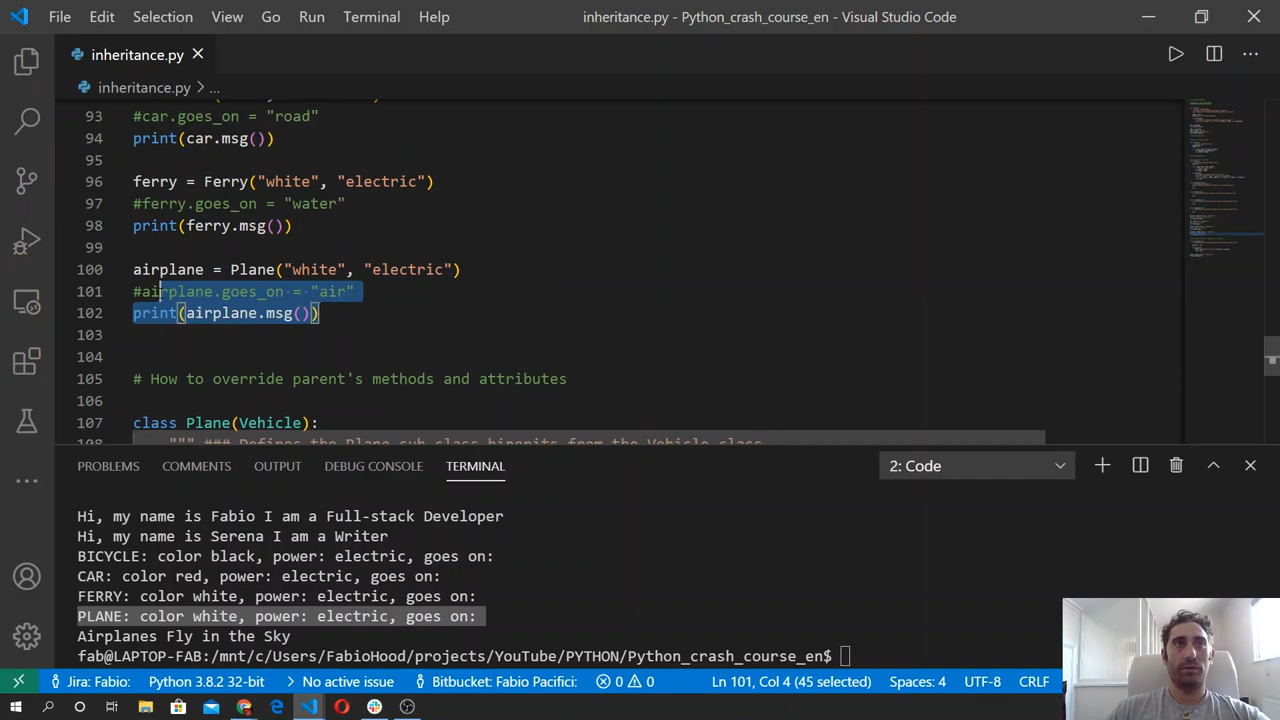 File Edit Selection View Go Run Terminal Help inheritance.py - Python_crash_course_en - Visual Studio Code
inheritance.py
inheritance.py > ...
93 #car.goes_on = "road"
94 print(car.msg())
95
96 ferry = Ferry("white", "electric")
97 #ferry.goes_on = "water"
98 print(ferry.msg())
99
100 airplane = Plane("white", "electric")
101 #airplane.goes_on = "air"
102 print(airplane.msg())
103
104
105 # How to override parent's methods and attributes
106
107 class Plane(Vehicle):
108 """ ### Defines the Plane sub class hinerits from the Vehicle class
PROBLEMS COMMENTS OUTPUT DEBUG CONSOLE TERMINAL 2: Code
Hi, my name is Fabio I am a Full-stack Developer
Hi, my name is Serena I am a Writer
BICYCLE: color black, power: electric, goes on:
CAR: color red, power: electric, goes on:
FERRY: color white, power: electric, goes on:
PLANE: color white, power: electric, goes on:
Airplanes Fly in the Sky
fab@LAPTOP-FAB:/mnt/c/Users/FabioHood/projects/YouTube/PYTHON/Python_crash_course_en$
Jira: Fabio: Python 3.8.2 32-bit No active issue Bitbucket: Fabio Pacifici: 0 0 Ln 101, Col 4 (45 selected) Spaces: 4 UTF-8 CRLF